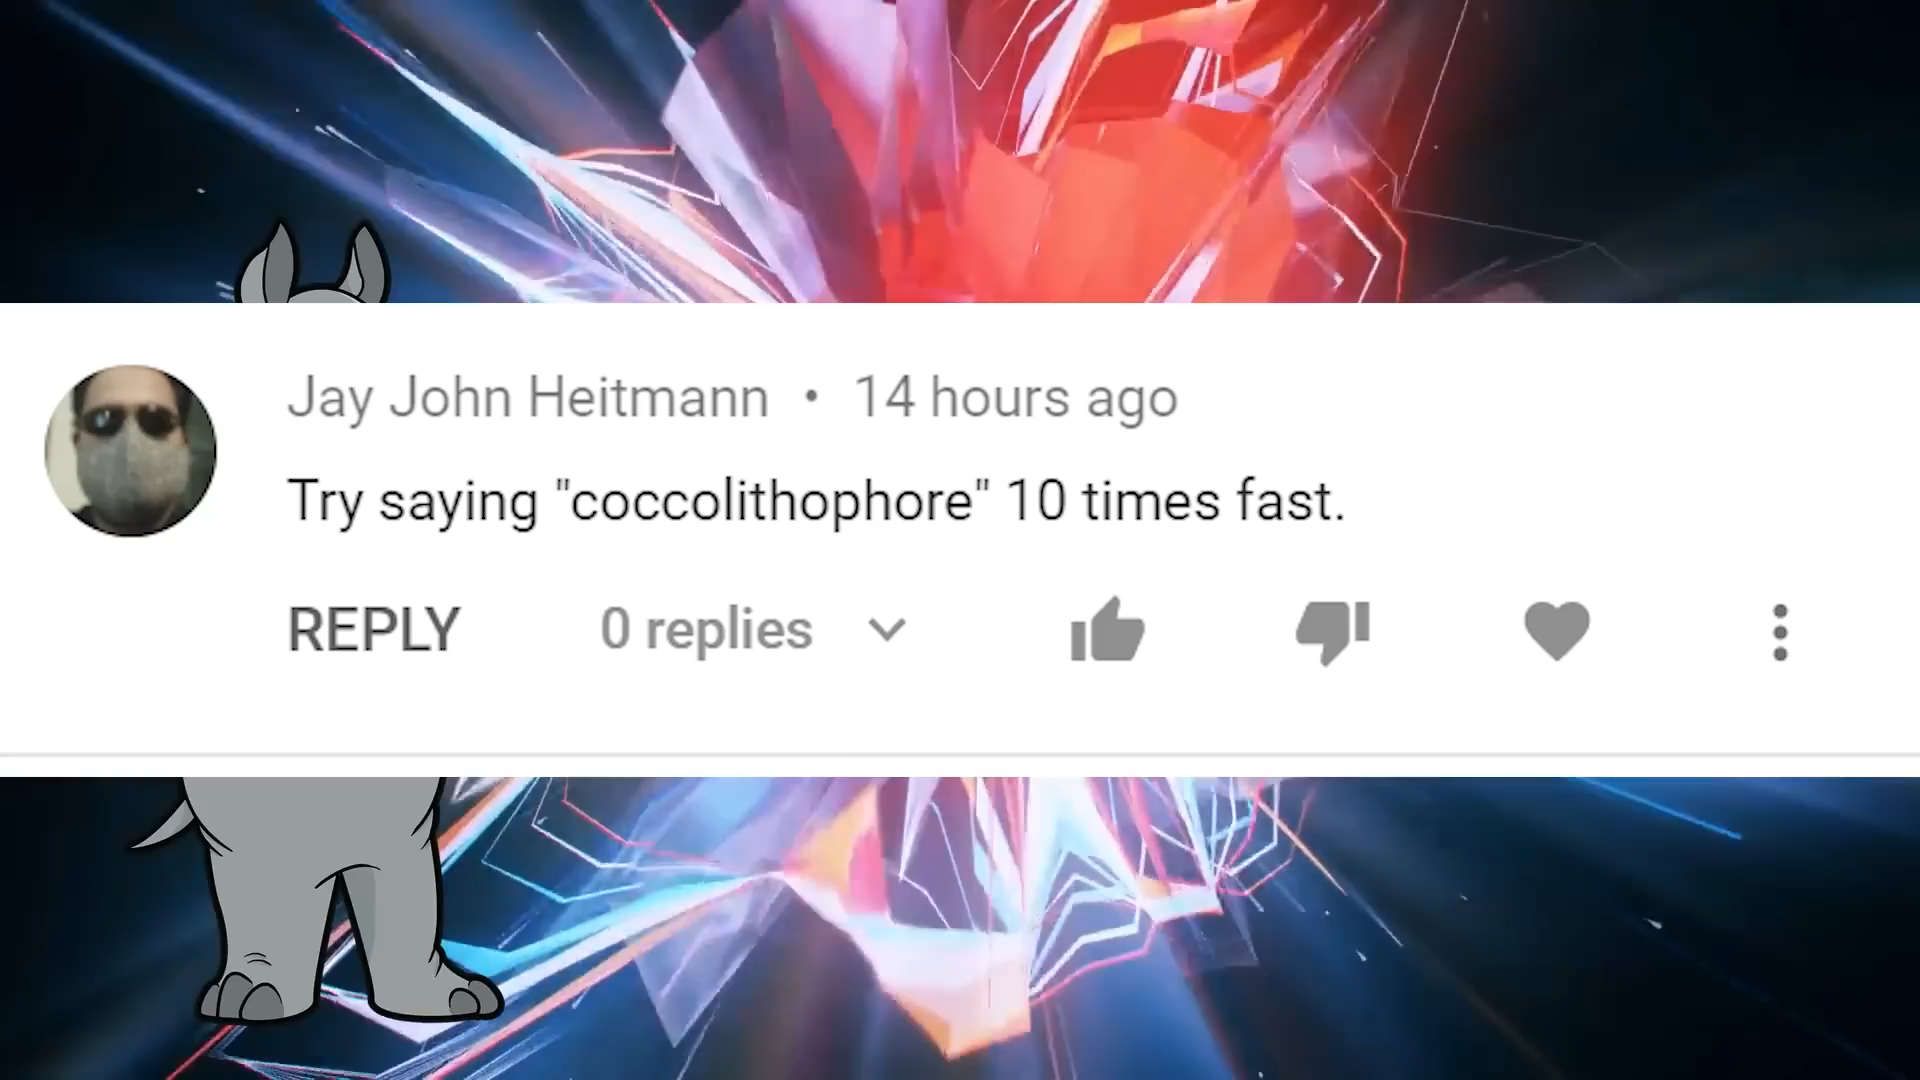 Jay John Heitmann • 14 hours ago
Try saying "coccolithophore" 10 times fast.
REPLY 0 replies